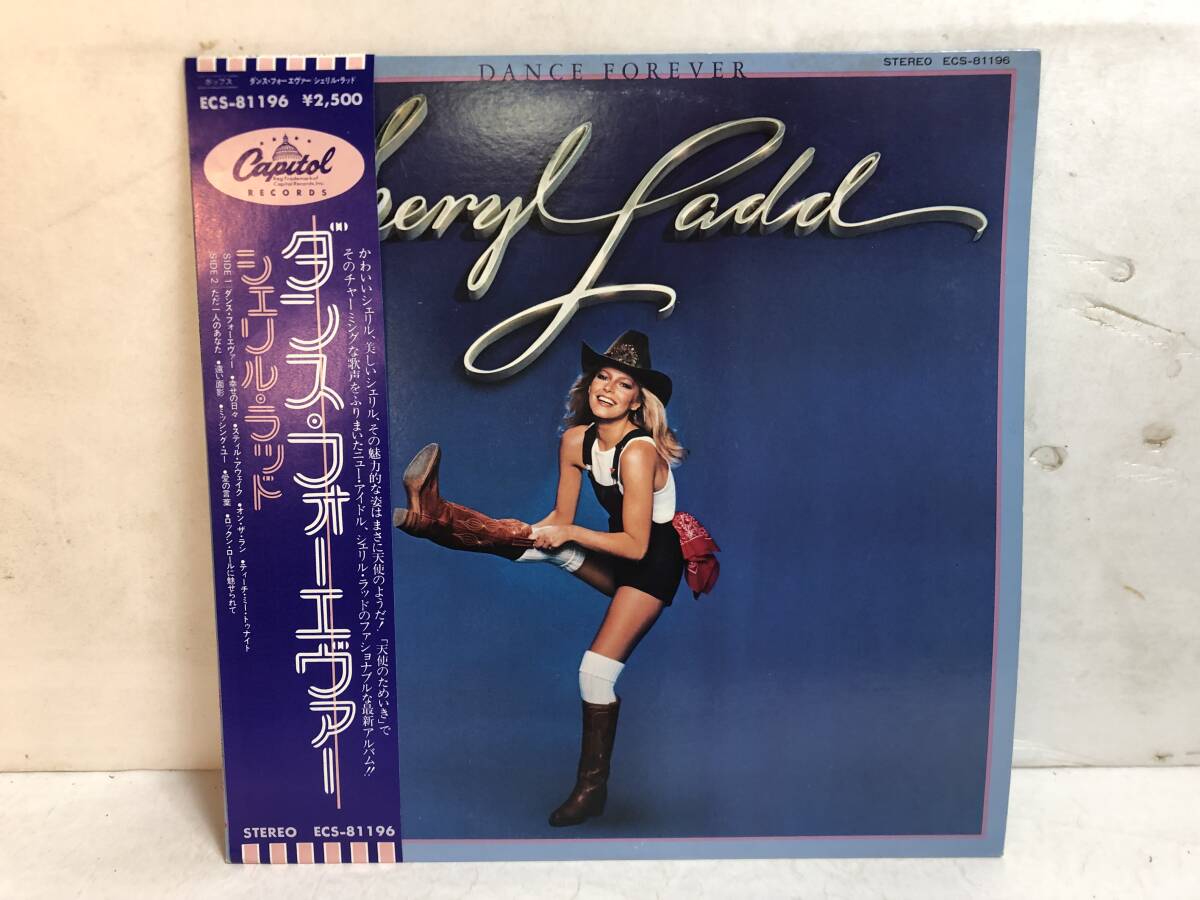 ポップス ダンス・フォーエヴァー シェリル・ラッド
ECS-81196 ¥2,500
Capitol
Reg. Trademark of
Capitol Records, Inc.
RECORDS
かわいいシェリル、美しいシェリル、その魅力的な姿はまさに天使のようだ!「天使のためいき」で
そのチャーミングな歌声をふりまいたニュー・アイドル、シェリル・ラッドのファショナブルな最新アルバム!!
ダンス・フォーエヴァー
シェリル・ラッド
SIDE 1 ダンス・フォーエヴァー ●幸せの日々 ●スティル・アウェイク ●オン・ザ・ラン ●ティーチ・ミー・トゥナイト
SIDE 2 ただ一人のあなた ●遠い面影 ●ミッシング・ユー ●愛の言葉 ●ロックン・ロールに魅せられて
STEREO ECS-81196
DANCE FOREVER
STEREO ECS-81196
heryl Ladd